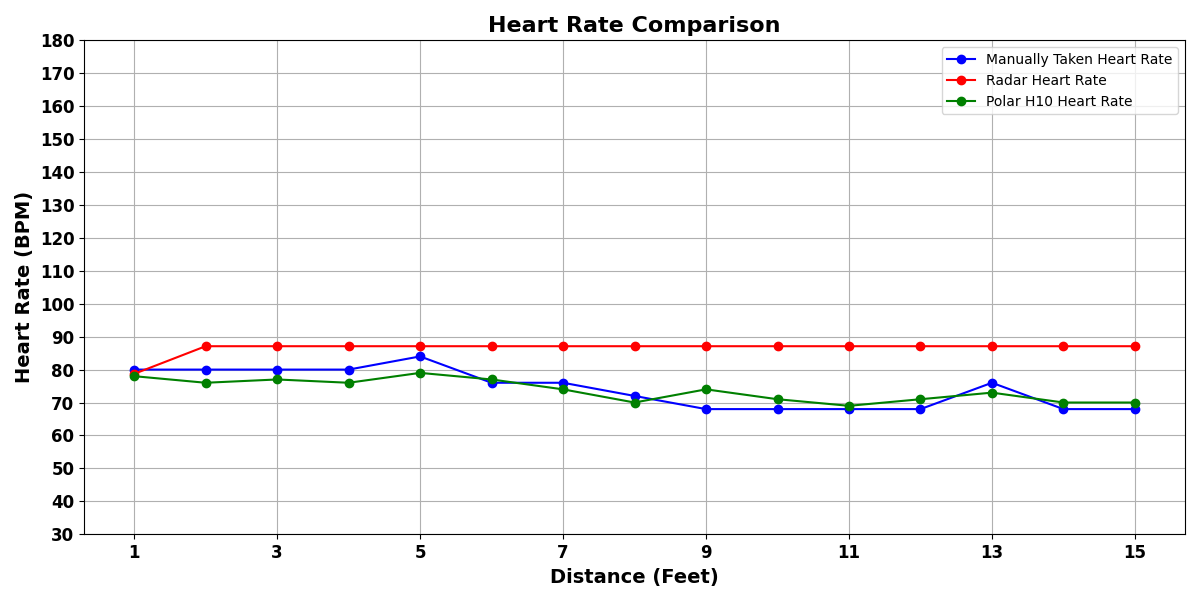 Heart Rate Comparison
Manually Taken Heart Rate
Radar Heart Rate
Polar H10 Heart Rate
Heart Rate (BPM)
180
170
160
150
140
130
120
110
100
90
80
70
60
50
40
30
1 3 5 7 9 11 13 15
Distance (Feet)